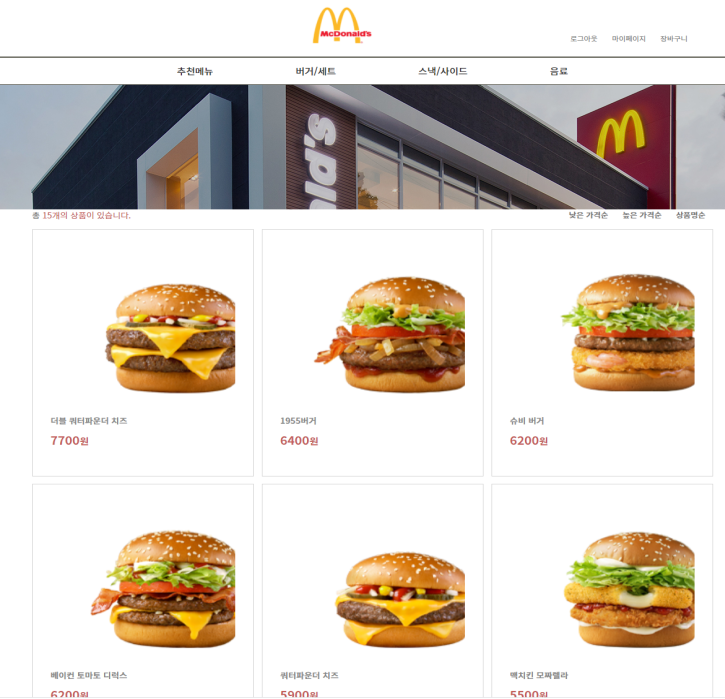 McDonald's
로그아웃 마이페이지 장바구니
추천메뉴 버거/세트 스낵/사이드 음료
ald's
총 15개의 상품이 있습니다.
낮은 가격순 높은 가격순 상품명순
더블 쿼터파운더 치즈
7700원
1955버거
6400원
슈비 버거
6200원
베이컨 토마토 디럭스
6200원
쿼터파운더 치즈
5900원
맥치킨 모짜렐라
5500원